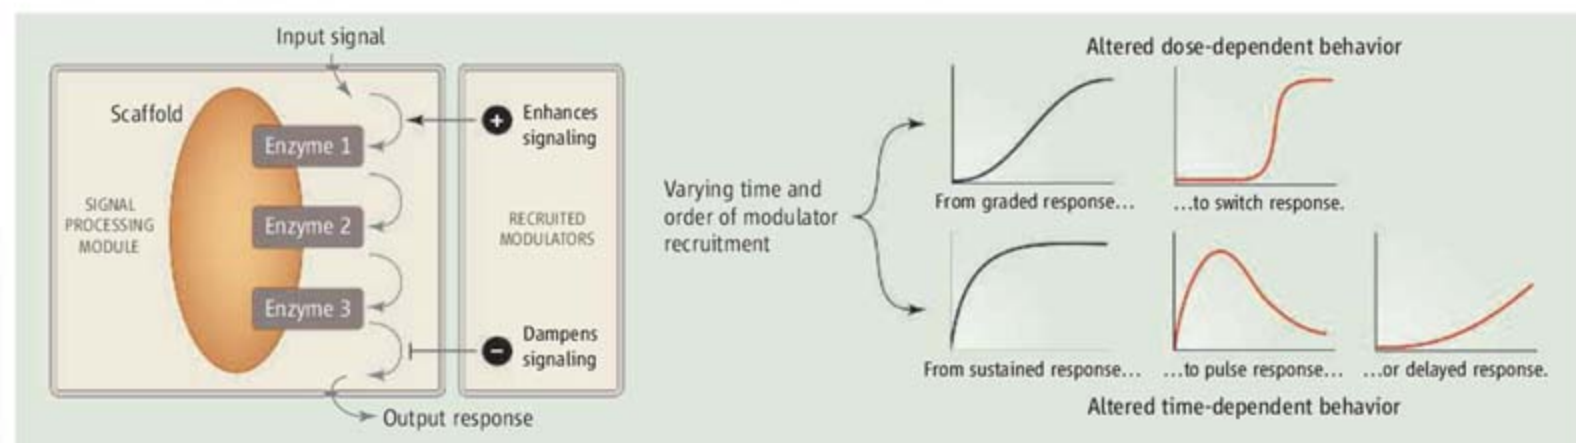 Input signal
Scaffold
Enzyme 1
Enzyme 2
Enzyme 3
SIGNAL
PROCESSING
MODULE
+
Enhances
signaling
RECRUITED
MODULATORS
−
Dampens
signaling
Output response
Varying time and
order of modulator
recruitment
Altered dose-dependent behavior
From graded response...
...to switch response.
From sustained response...
...to pulse response...
...or delayed response.
Altered time-dependent behavior